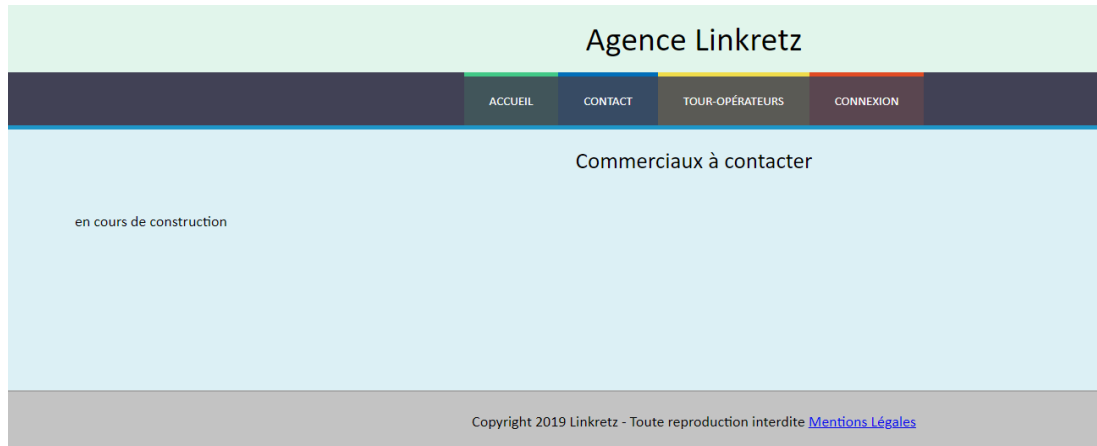 Agence Linkretz
ACCUEIL CONTACT TOUR-OPÉRATEURS CONNEXION
Commerciaux à contacter
en cours de construction
Copyright 2019 Linkretz - Toute reproduction interdite Mentions Légales